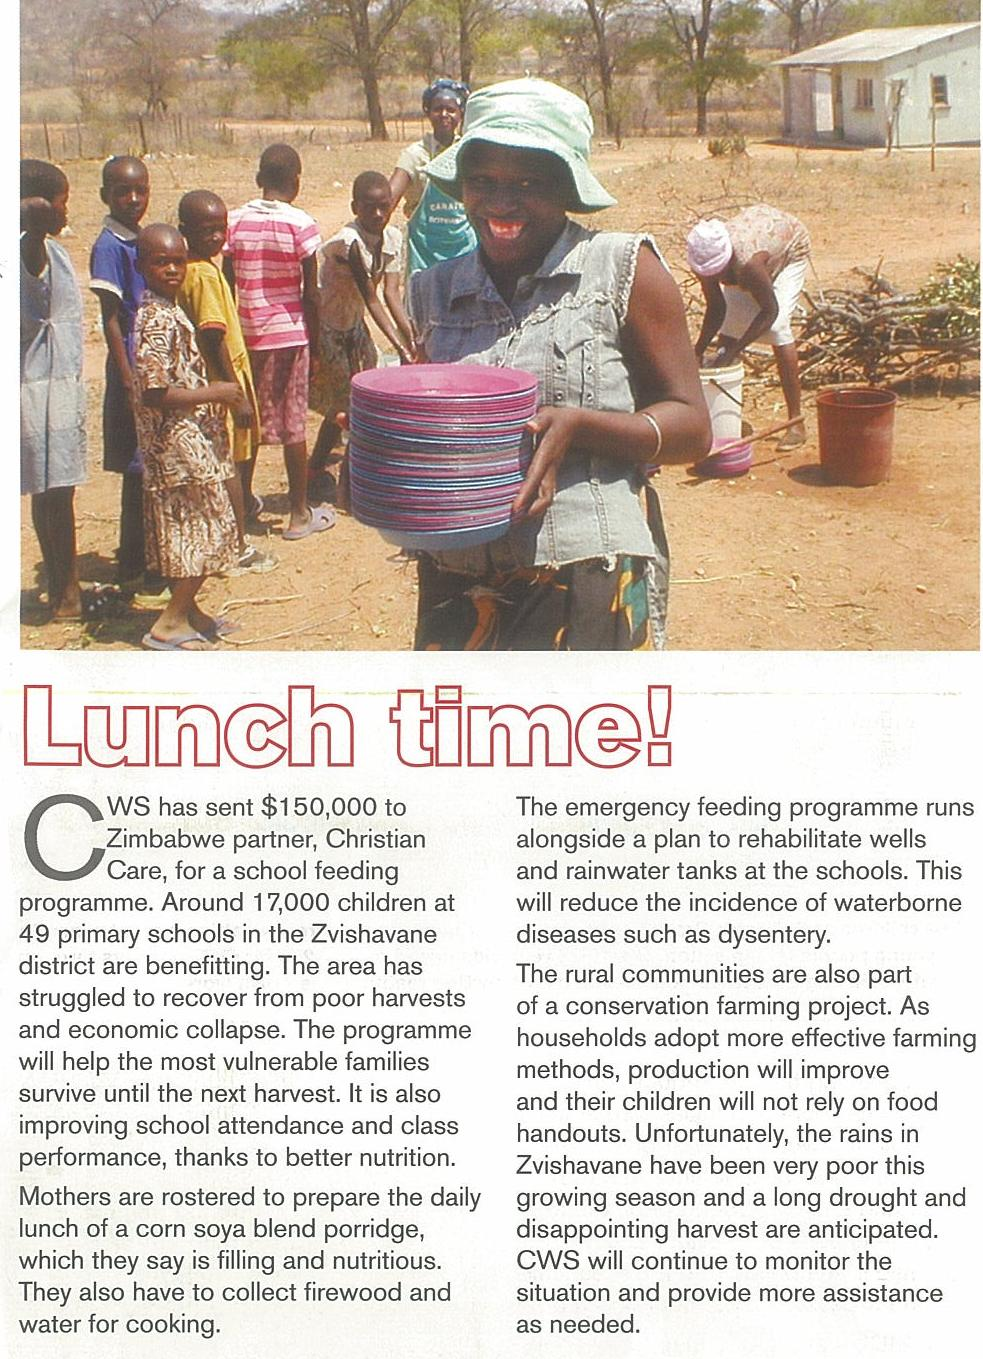 Lunch time!
CWS has sent $150,000 to
Zimbabwe partner, Christian
Care, for a school feeding
programme. Around 17,000 children at
49 primary schools in the Zvishavane
district are benefitting. The area has
struggled to recover from poor harvests
and economic collapse. The programme
will help the most vulnerable families
survive until the next harvest. It is also
improving school attendance and class
performance, thanks to better nutrition.
Mothers are rostered to prepare the daily
lunch of a corn soya blend porridge,
which they say is filling and nutritious.
They also have to collect firewood and
water for cooking.
The emergency feeding programme runs
alongside a plan to rehabilitate wells
and rainwater tanks at the schools. This
will reduce the incidence of waterborne
diseases such as dysentery.
The rural communities are also part
of a conservation farming project. As
households adopt more effective farming
methods, production will improve
and their children will not rely on food
handouts. Unfortunately, the rains in
Zvishavane have been very poor this
growing season and a long drought and
disappointing harvest are anticipated.
CWS will continue to monitor the
situation and provide more assistance
as needed.